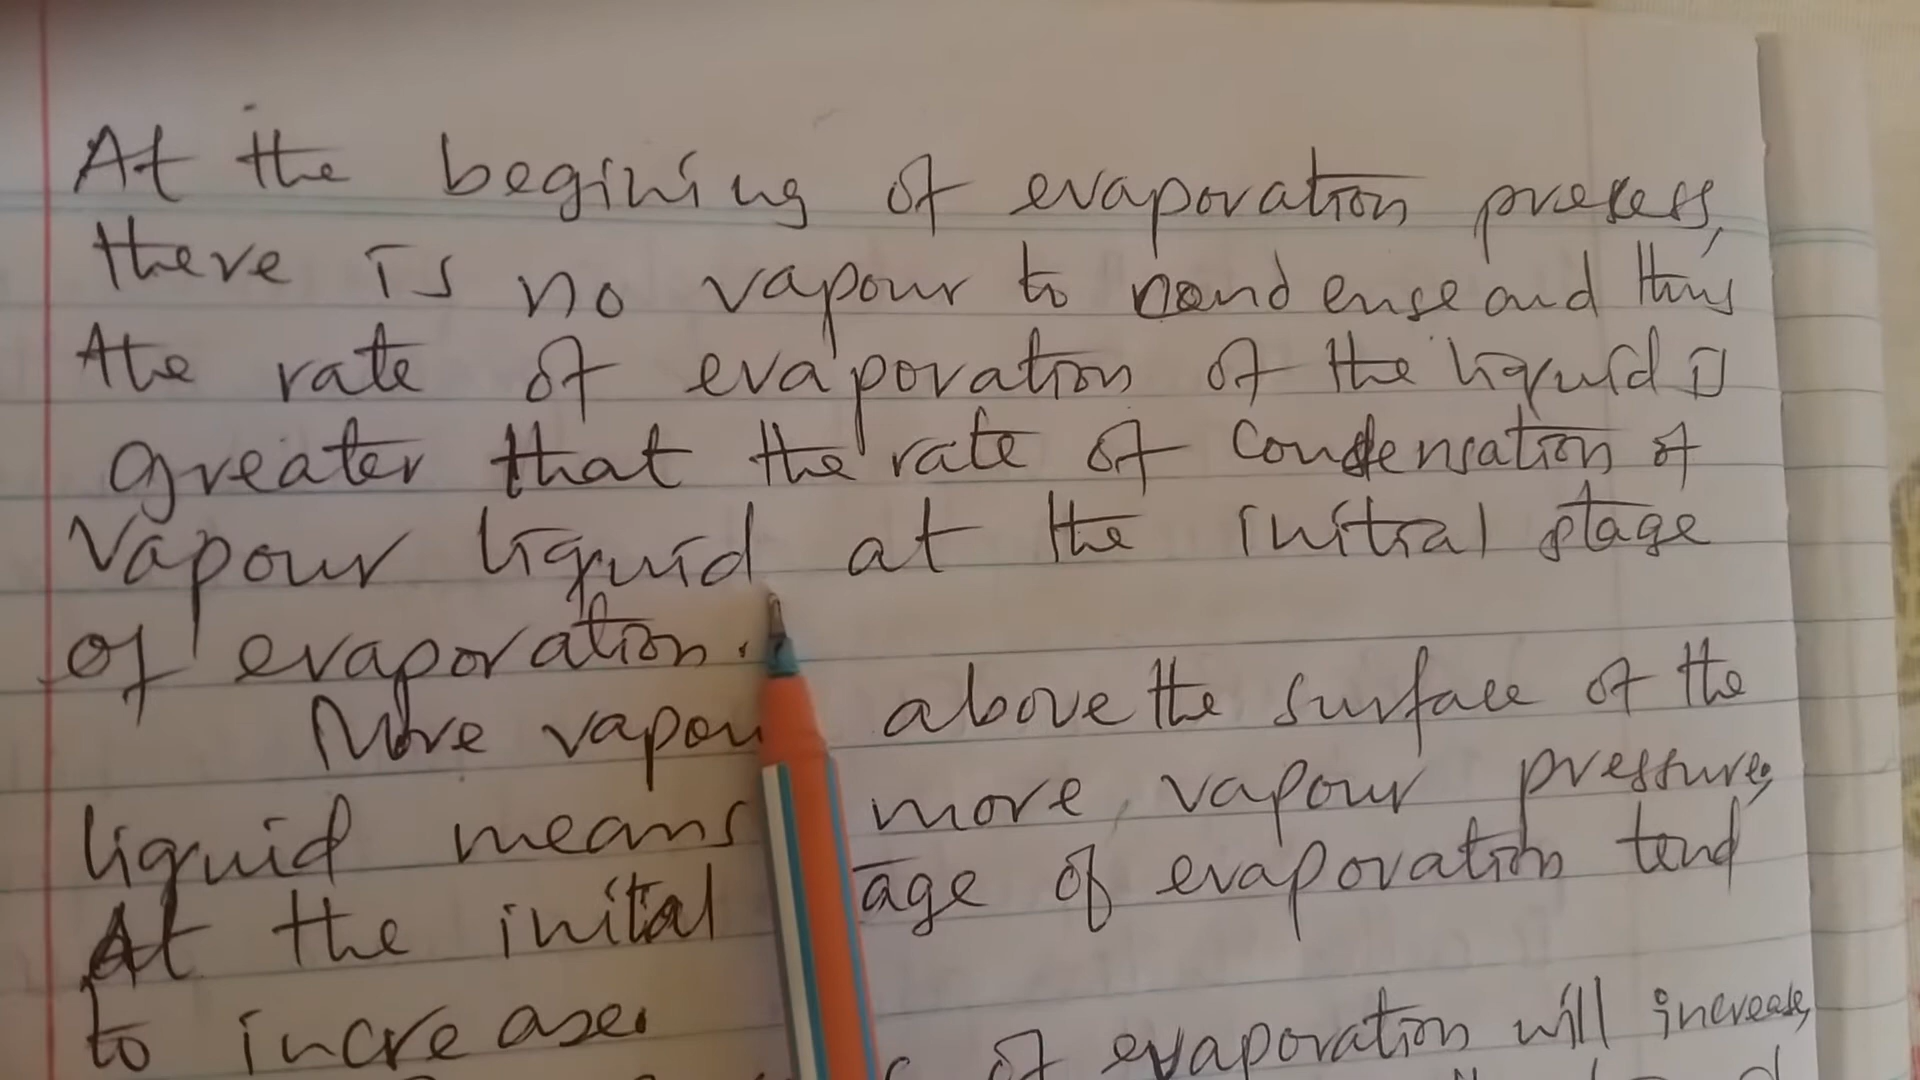 At the begining of evaporation process,
there is no vapour to condense and thus
the rate of evaporation of the liquid is
greater that the rate of condensation of
vapour liquid at the initial stage
of evaporation.
More vapou above the surface of the
liquid means more vapour pressure,
At the inital age of evaporation tend
to increase.
of evaporation will increase,